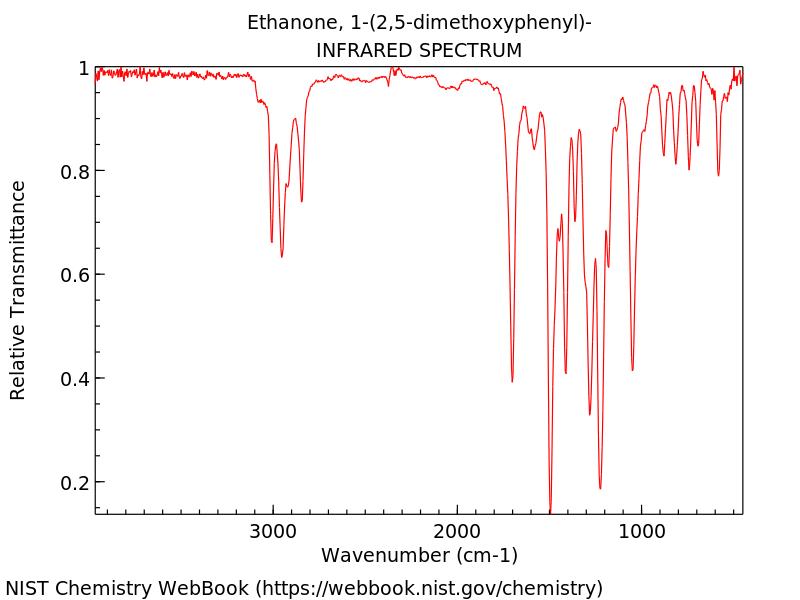 Ethanone, 1-(2,5-dimethoxyphenyl)-
INFRARED SPECTRUM
1
0.8
0.6
0.4
0.2
Relative Transmittance
3000 2000 1000
Wavenumber (cm-1)
NIST Chemistry WebBook (https://webbook.nist.gov/chemistry)